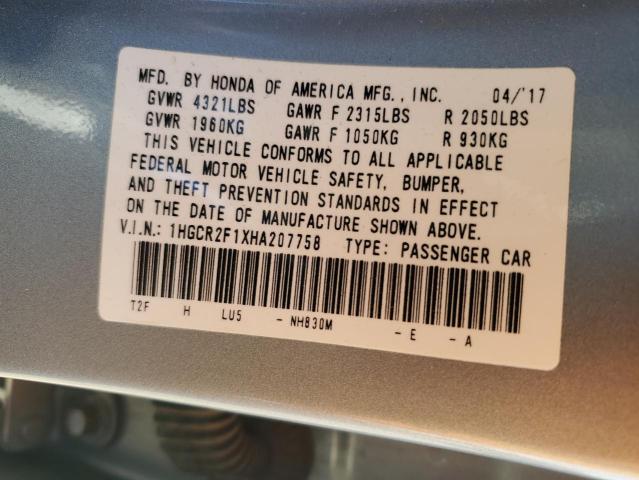 MFD. BY HONDA OF AMERICA MFG., INC. 04/'17
GVWR 4321LBS GAWR F 2315LBS R 2050LBS
GVWR 1960KG GAWR F 1050KG R 930KG
THIS VEHICLE CONFORMS TO ALL APPLICABLE
FEDERAL MOTOR VEHICLE SAFETY, BUMPER,
AND THEFT PREVENTION STANDARDS IN EFFECT
ON THE DATE OF MANUFACTURE SHOWN ABOVE.
V.I.N.: 1HGCR2F1XHA207758 TYPE: PASSENGER CAR
T2F H LU5 - NH830M - E - A